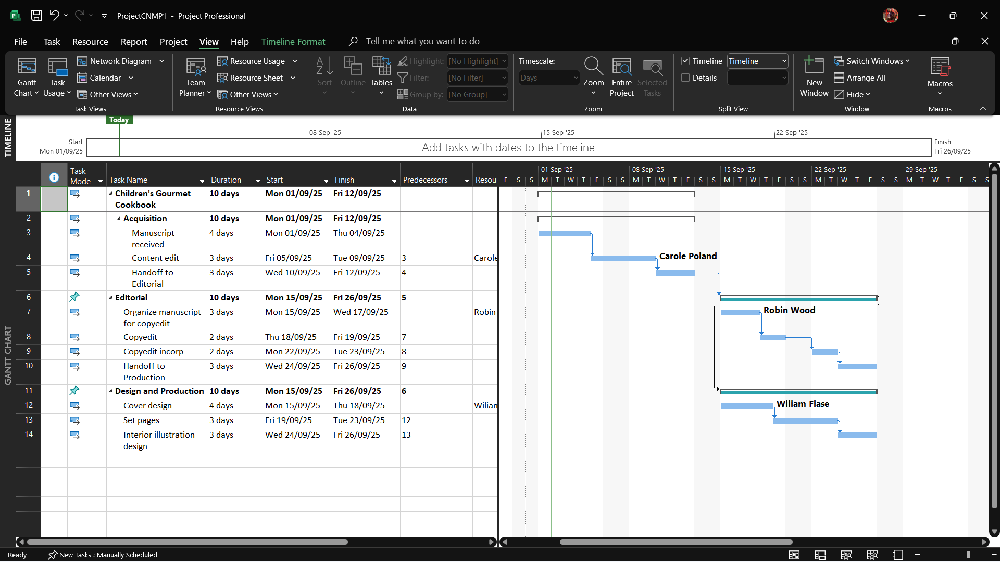 ProjectCNMP1 - Project Professional
File Task Resource Report Project View Help Timeline Format Tell me what you want to do
Gantt Chart
Task Usage
Network Diagram
Calendar
Other Views
Task Views
Team Planner
Resource Usage
Resource Sheet
Other Views
Resource Views
Sort
Outline
Tables
Highlight: [No Highlight]
Filter: [No Filter]
Group by: [No Group]
Data
Timescale:
Days
Zoom
Entire Project
Selected Tasks
Zoom
Timeline Timeline
Details
Split View
New Window
Switch Windows
Arrange All
Hide
Window
Macros
Macros
TIMELINE
Today
08 Sep '25 15 Sep '25 22 Sep '25
Start
Mon 01/09/25
Add tasks with dates to the timeline
Finish
Fri 26/09/25
GANTT CHART
Task Mode Task Name Duration Start Finish Predecessors Resou
1 Children's Gourmet Cookbook 10 days Mon 01/09/25 Fri 12/09/25
2 Acquisition 10 days Mon 01/09/25 Fri 12/09/25
3 Manuscript received 4 days Mon 01/09/25 Thu 04/09/25
4 Content edit 3 days Fri 05/09/25 Tue 09/09/25 3 Carole
5 Handoff to Editorial 3 days Wed 10/09/25 Fri 12/09/25 4
6 Editorial 10 days Mon 15/09/25 Fri 26/09/25 5
7 Organize manuscript for copyedit 3 days Mon 15/09/25 Wed 17/09/25 Robin
8 Copyedit 2 days Thu 18/09/25 Fri 19/09/25 7
9 Copyedit incorp 2 days Mon 22/09/25 Tue 23/09/25 8
10 Handoff to Production 3 days Wed 24/09/25 Fri 26/09/25 9
11 Design and Production 10 days Mon 15/09/25 Fri 26/09/25 6
12 Cover design 4 days Mon 15/09/25 Thu 18/09/25 Wiliam
13 Set pages 3 days Fri 19/09/25 Tue 23/09/25 12
14 Interior illustration design 3 days Wed 24/09/25 Fri 26/09/25 13
01 Sep '25 08 Sep '25 15 Sep '25 22 Sep '25 29 Sep '25
F S S M T W T F S S M T W T F S S M T W T F S S M T W T F S S M T W T F S S
Carole Poland
Robin Wood
Wiliam Flase
Ready New Tasks : Manually Scheduled